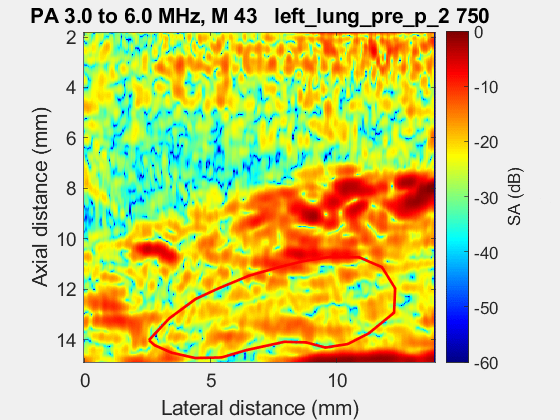 PA 3.0 to 6.0 MHz, M 43 left_lung_pre_p_2 750
2
4
6
8
10
12
14
Axial distance (mm)
0 5 10
Lateral distance (mm)
0
-10
-20
-30
-40
-50
-60
SA (dB)